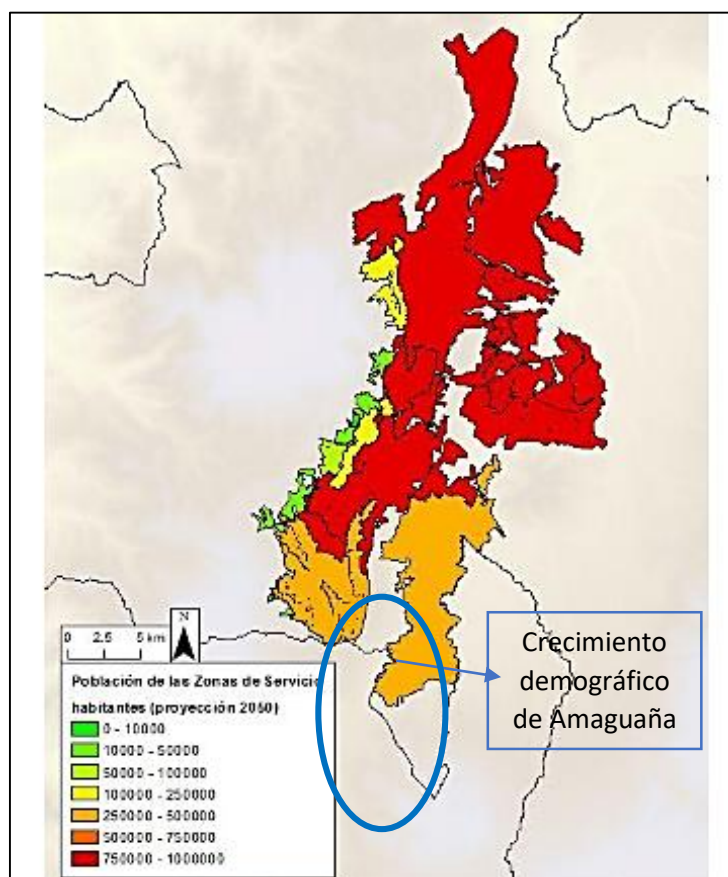 N
0 2.5 5 km
Población de las Zonas de Servicio
habitantes (proyección 2050)
0 - 10000
10000 - 50000
50000 - 100000
100000 - 250000
250000 - 500000
500000 - 750000
750000 - 1000000
Crecimiento
demográfico
de Amaguaña